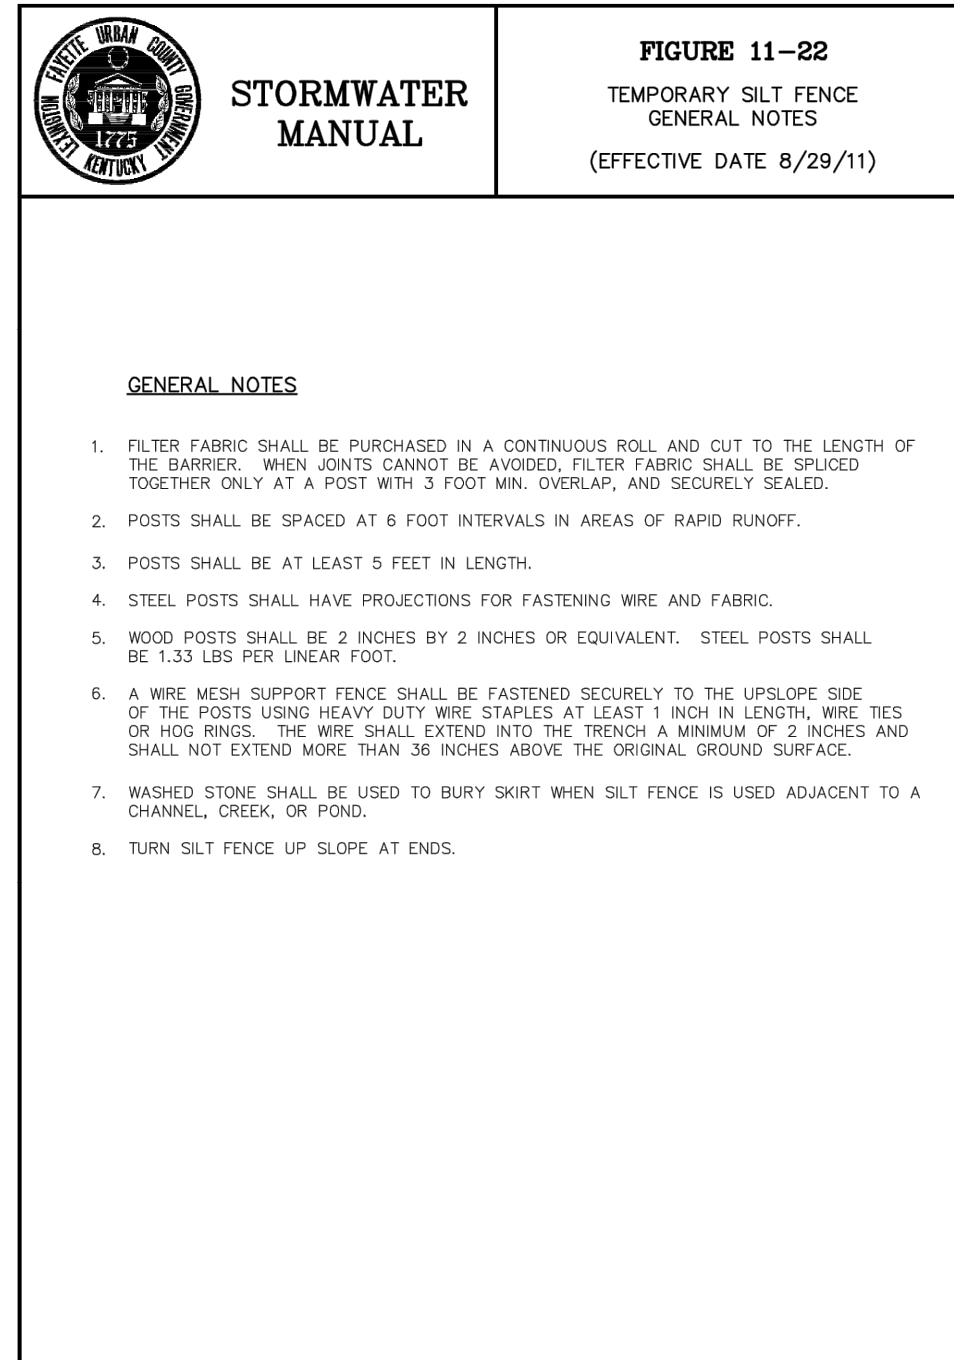 LEXINGTON FAYETTE URBAN COUNTY GOVERNMENT
1775
KENTUCKY
STORMWATER
MANUAL
FIGURE 11-22
TEMPORARY SILT FENCE
GENERAL NOTES
(EFFECTIVE DATE 8/29/11)
GENERAL NOTES
1. FILTER FABRIC SHALL BE PURCHASED IN A CONTINUOUS ROLL AND CUT TO THE LENGTH OF
THE BARRIER. WHEN JOINTS CANNOT BE AVOIDED, FILTER FABRIC SHALL BE SPLICED
TOGETHER ONLY AT A POST WITH 3 FOOT MIN. OVERLAP, AND SECURELY SEALED.
2. POSTS SHALL BE SPACED AT 6 FOOT INTERVALS IN AREAS OF RAPID RUNOFF.
3. POSTS SHALL BE AT LEAST 5 FEET IN LENGTH.
4. STEEL POSTS SHALL HAVE PROJECTIONS FOR FASTENING WIRE AND FABRIC.
5. WOOD POSTS SHALL BE 2 INCHES BY 2 INCHES OR EQUIVALENT. STEEL POSTS SHALL
BE 1.33 LBS PER LINEAR FOOT.
6. A WIRE MESH SUPPORT FENCE SHALL BE FASTENED SECURELY TO THE UPSLOPE SIDE
OF THE POSTS USING HEAVY DUTY WIRE STAPLES AT LEAST 1 INCH IN LENGTH, WIRE TIES
OR HOG RINGS. THE WIRE SHALL EXTEND INTO THE TRENCH A MINIMUM OF 2 INCHES AND
SHALL NOT EXTEND MORE THAN 36 INCHES ABOVE THE ORIGINAL GROUND SURFACE.
7. WASHED STONE SHALL BE USED TO BURY SKIRT WHEN SILT FENCE IS USED ADJACENT TO A
CHANNEL, CREEK, OR POND.
8. TURN SILT FENCE UP SLOPE AT ENDS.